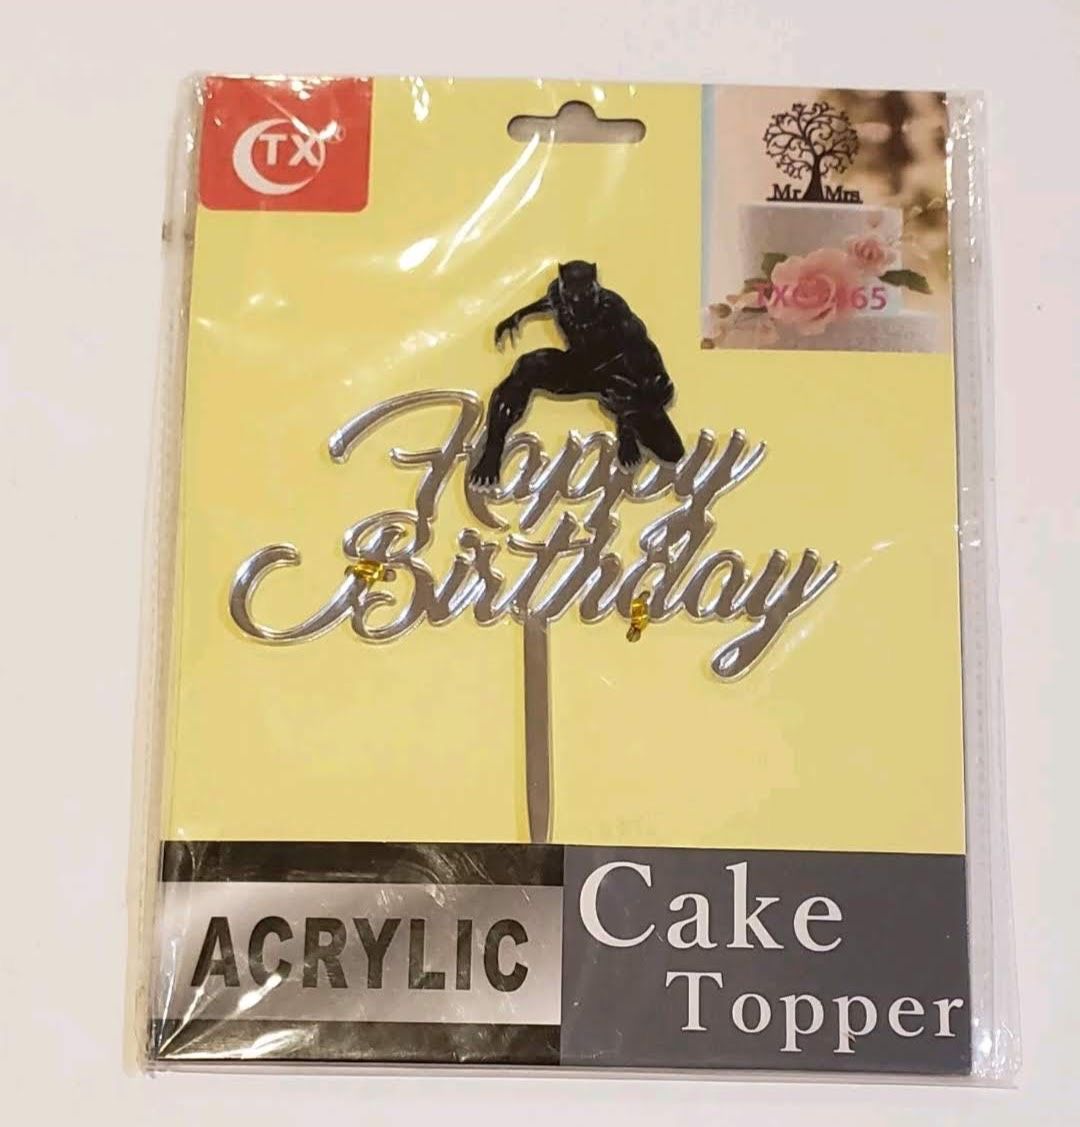 TX®
Mr Mrs
Happy
Birthday
ACRYLIC
Cake
Topper